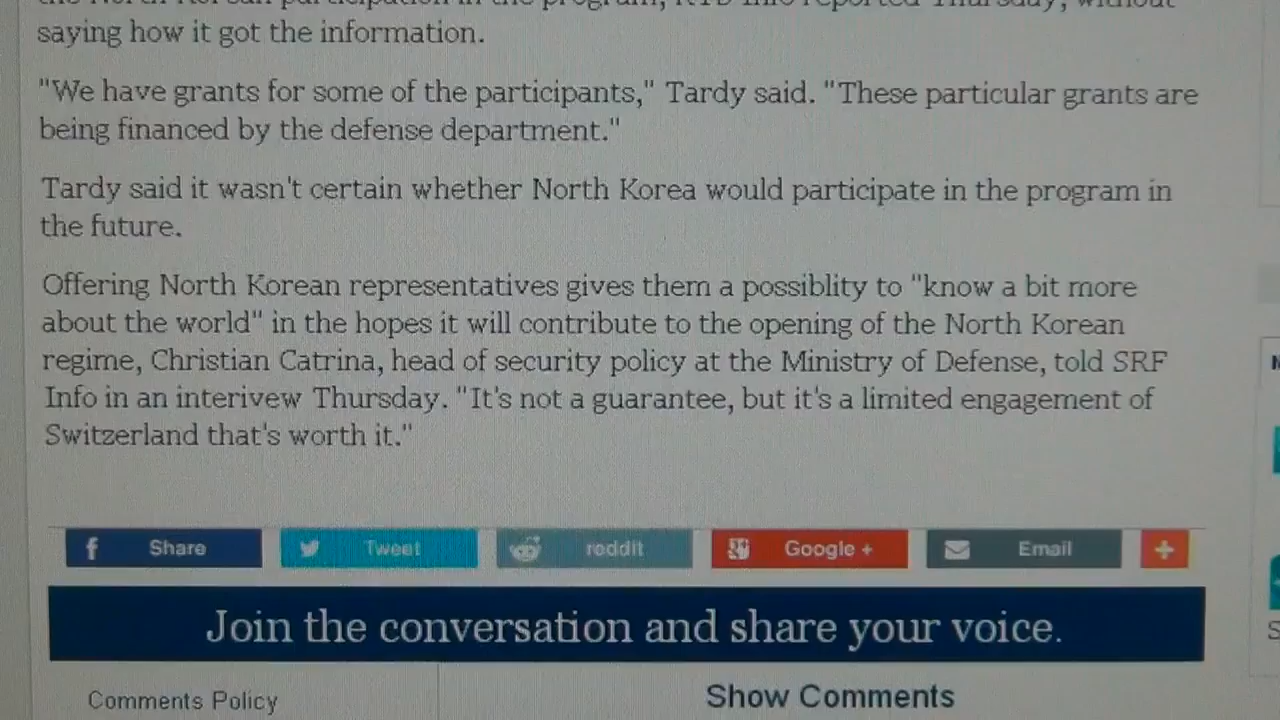 saying how it got the information.
"We have grants for some of the participants," Tardy said. "These particular grants are
being financed by the defense department."
Tardy said it wasn't certain whether North Korea would participate in the program in
the future.
Offering North Korean representatives gives them a possiblity to "know a bit more
about the world" in the hopes it will contribute to the opening of the North Korean
regime, Christian Catrina, head of security policy at the Ministry of Defense, told SRF
Info in an interivew Thursday. "It's not a guarantee, but it's a limited engagement of
Switzerland that's worth it."
f Share Tweet reddit Google + Email +
Join the conversation and share your voice.
Comments Policy Show Comments